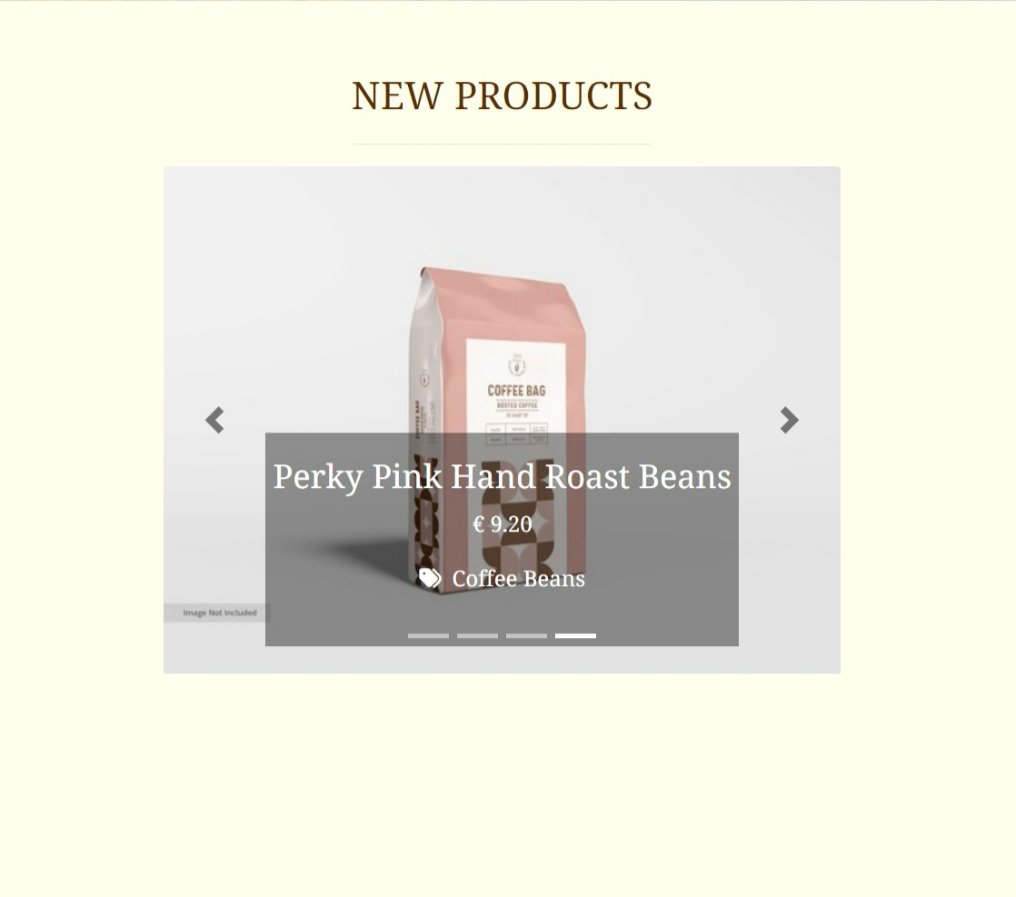 NEW PRODUCTS
COFFEE BAG
ROSTED COFFEE
Perky Pink Hand Roast Beans
€ 9.20
Coffee Beans
Image Not Included